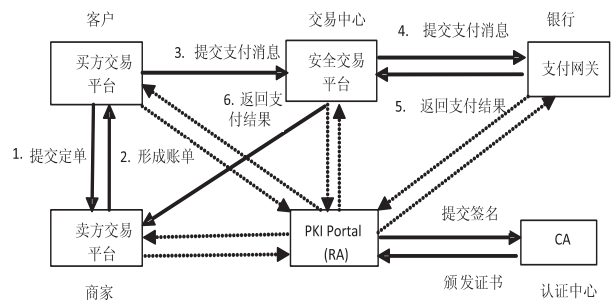 客户
交易中心
银行
买方交易
平台
3. 提交支付消息
安全交易
平台
4. 提交支付消息
支付网关
6. 返回支
付结果
5. 返回支付结果
1. 提交定单
2. 形成账单
卖方交易
平台
PKI Portal
(RA)
提交签名
CA
颁发证书
商家
认证中心